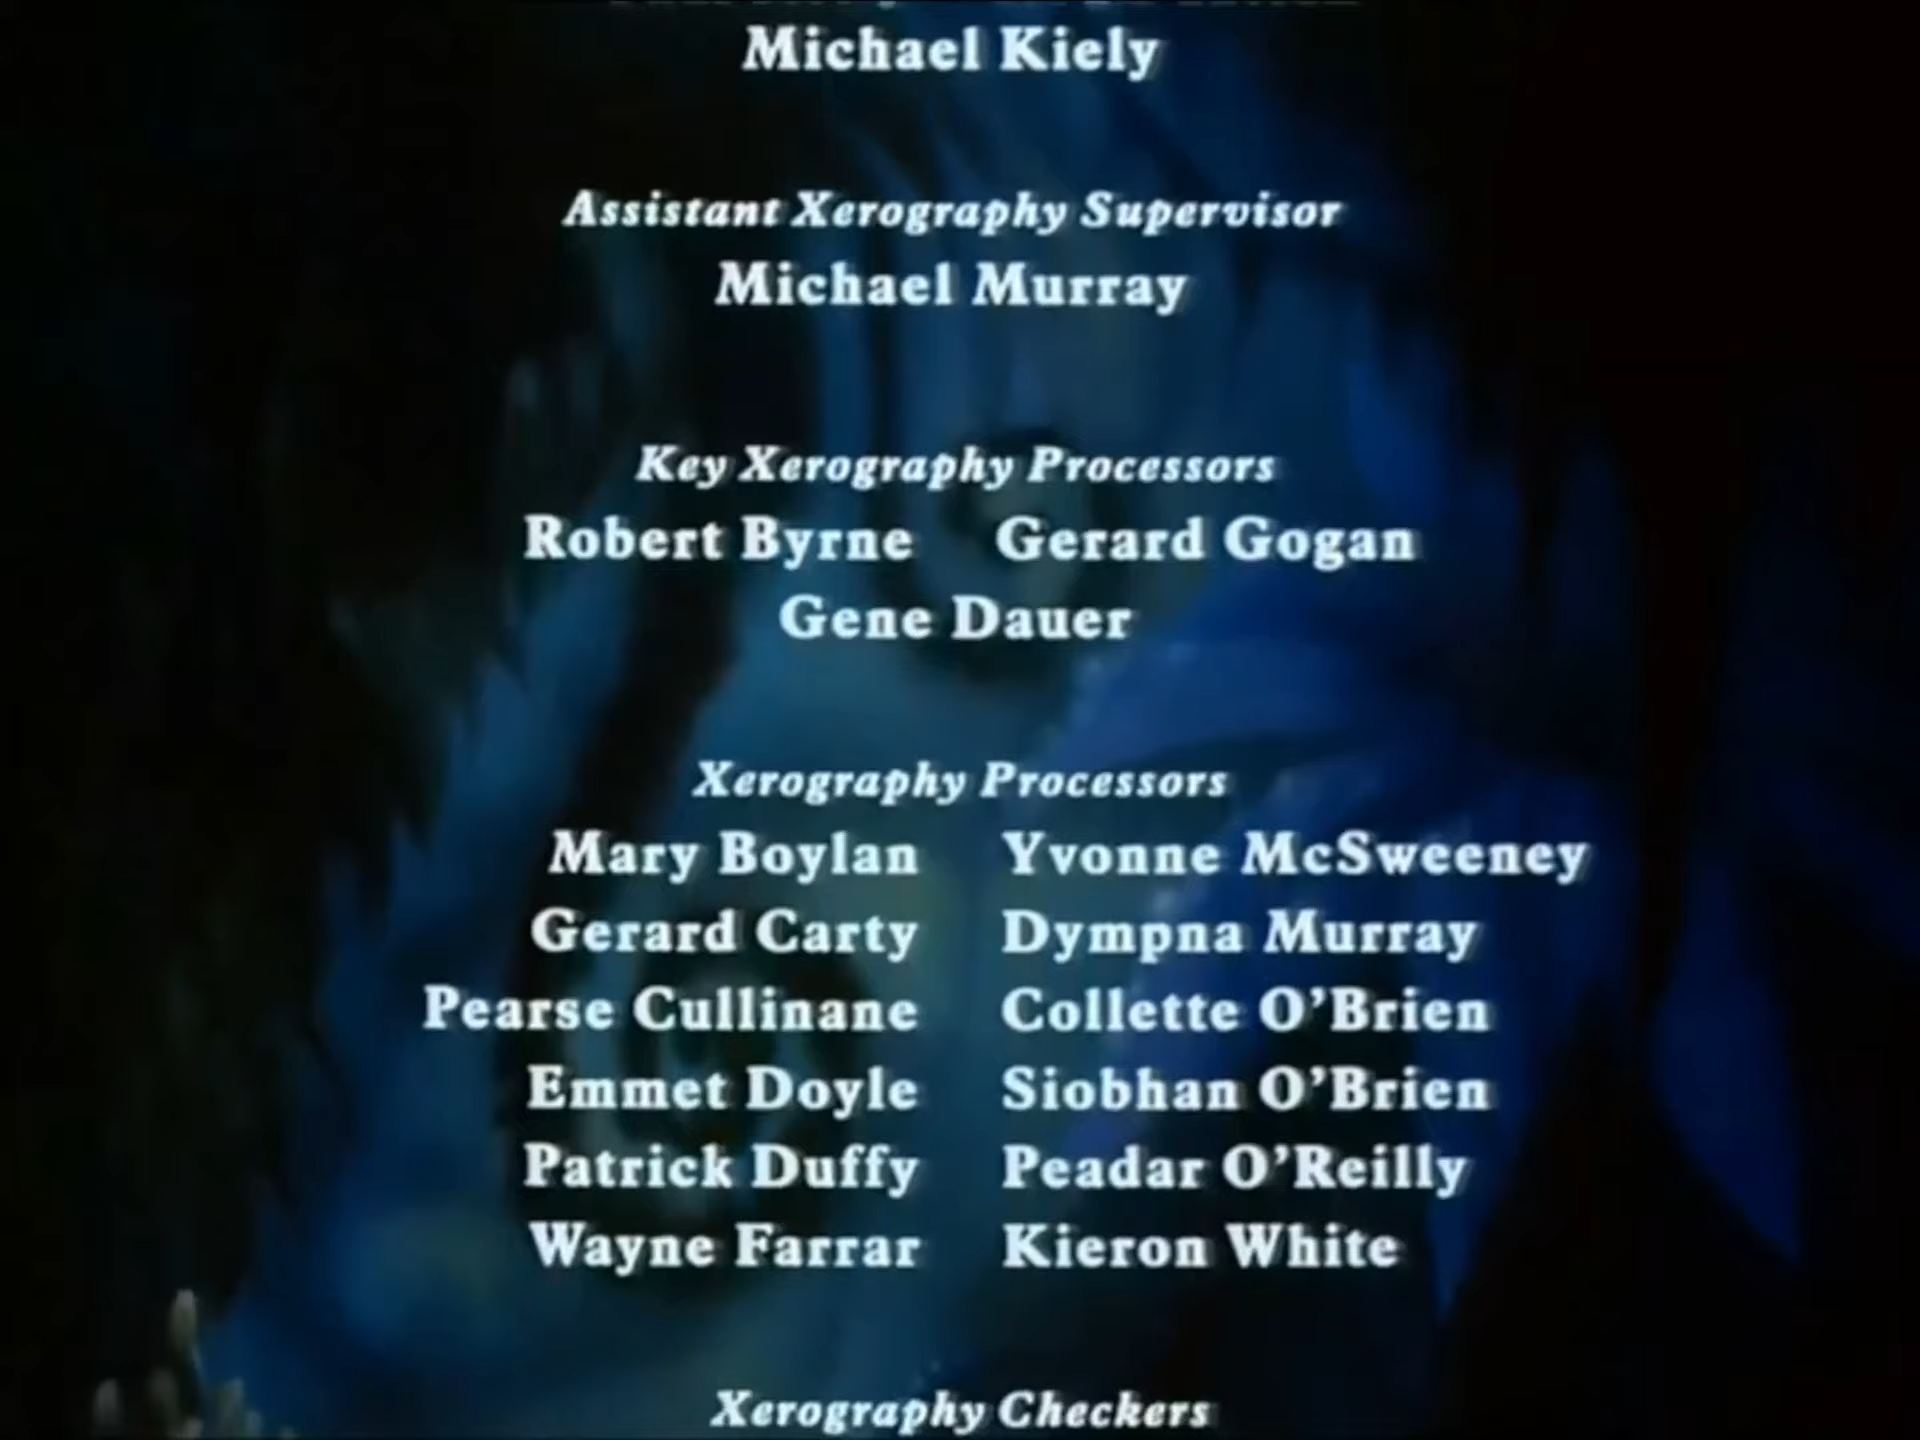 Michael Kiely
Assistant Xerography Supervisor
Michael Murray
Key Xerography Processors
Robert Byrne Gerard Gogan
Gene Dauer
Xerography Processors
Mary Boylan Yvonne McSweeney
Gerard Carty Dympna Murray
Pearse Cullinane Collette O'Brien
Emmet Doyle Siobhan O'Brien
Patrick Duffy Peadar O'Reilly
Wayne Farrar Kieron White
Xerography Checkers